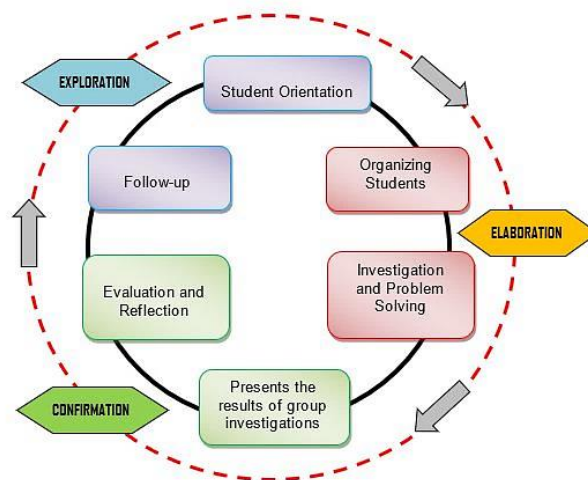 EXPLORATION
Student Orientation
Organizing
Students
ELABORATION
Investigation
and Problem
Solving
Presents the
results of group
investigations
CONFIRMATION
Evaluation and
Reflection
Follow-up